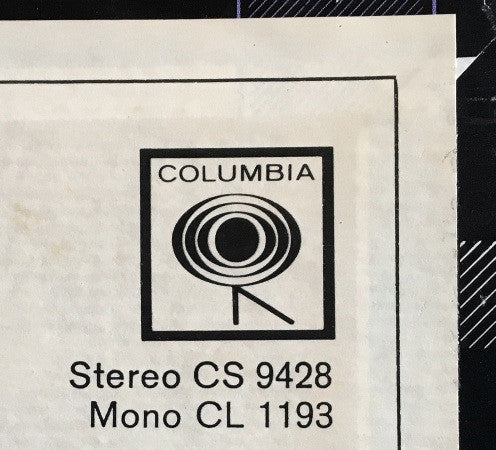 COLUMBIA
Stereo CS 9428
Mono CL 1193